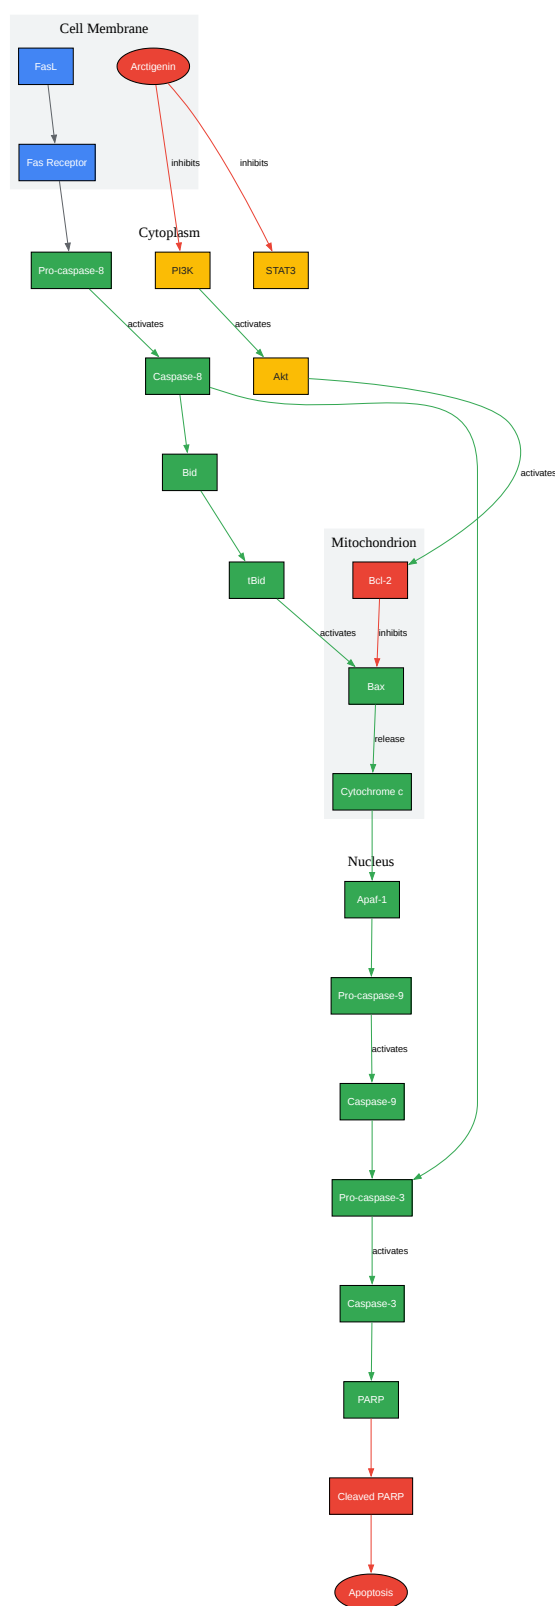 Cell Membrane
FasL
Arctigenin
Fas Receptor
inhibits
inhibits
Cytoplasm
Pro-caspase-8
PI3K
STAT3
activates
activates
Caspase-8
Akt
Bid
activates
Mitochondrion
tBid
Bcl-2
activates
inhibits
Bax
release
Cytochrome c
Nucleus
Apaf-1
Pro-caspase-9
activates
Caspase-9
Pro-caspase-3
activates
Caspase-3
PARP
Cleaved PARP
Apoptosis